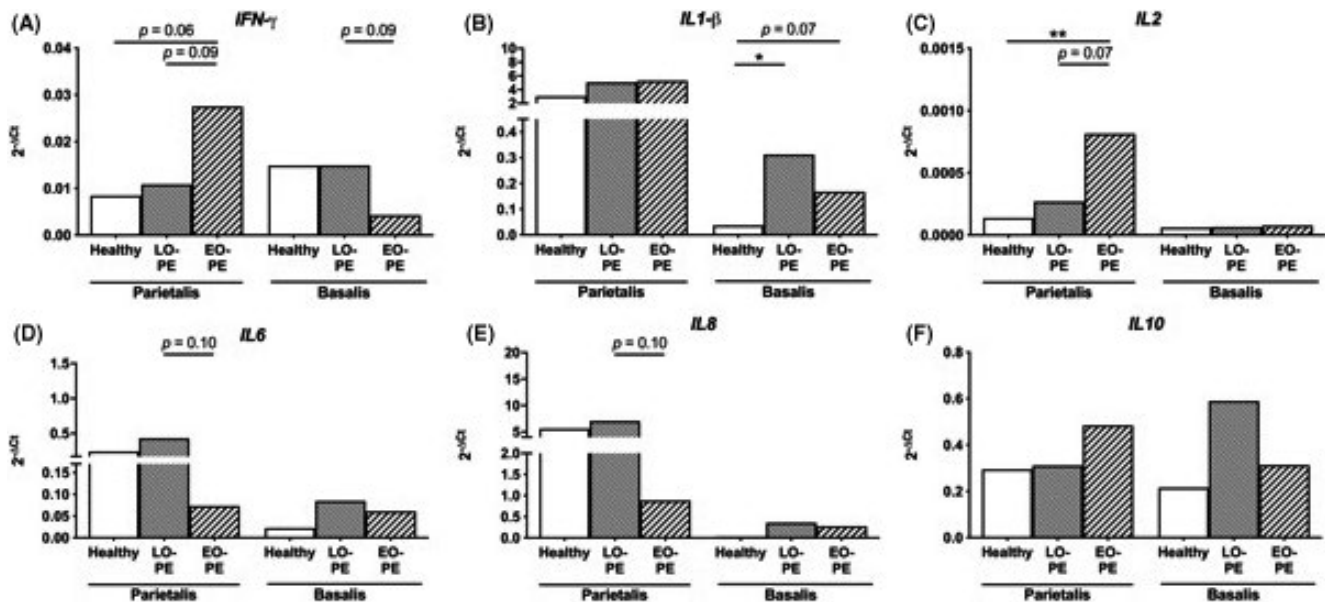 (A) IFN-γ
p = 0.06
p = 0.09
p = 0.09
2^-ΔCt
0.04
0.03
0.02
0.01
0.00
Healthy LO-PE EO-PE Healthy LO-PE EO-PE
Parietalis Basalis
(B) IL1-β
p = 0.07
*
2^-ΔCt
10
8
6
4
2
0.4
0.3
0.2
0.1
0.0
Healthy LO-PE EO-PE Healthy LO-PE EO-PE
Parietalis Basalis
(C) IL2
**
p = 0.07
2^-ΔCt
0.0015
0.0010
0.0005
0.0000
Healthy LO-PE EO-PE Healthy LO-PE EO-PE
Parietalis Basalis
(D) IL6
p = 0.10
2^-ΔCt
1.5
1.0
0.5
0.15
0.10
0.05
0.00
Healthy LO-PE EO-PE Healthy LO-PE EO-PE
Parietalis Basalis
(E) IL8
p = 0.10
2^-ΔCt
20
15
10
5
2.0
1.5
1.0
0.5
0.0
Healthy LO-PE EO-PE Healthy LO-PE EO-PE
Parietalis Basalis
(F) IL10
2^-ΔCt
0.8
0.6
0.4
0.2
0.0
Healthy LO-PE EO-PE Healthy LO-PE EO-PE
Parietalis Basalis